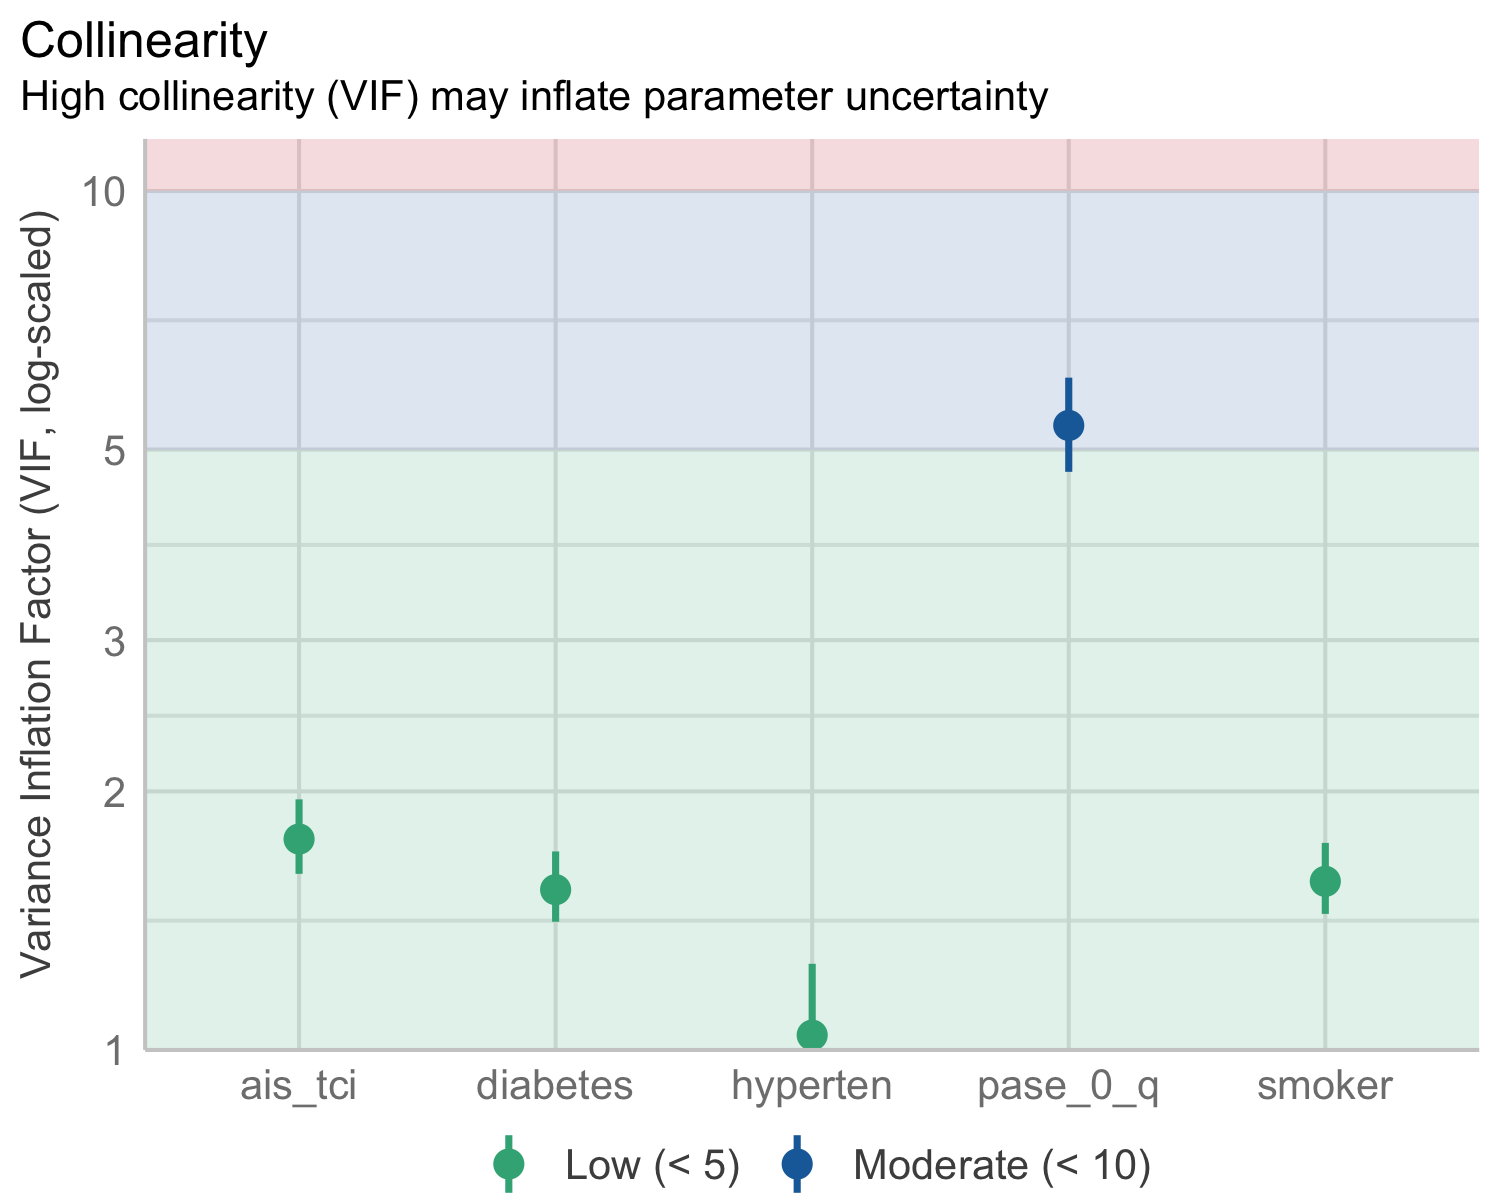 Collinearity
High collinearity (VIF) may inflate parameter uncertainty
Variance Inflation Factor (VIF, log-scaled)
10
5
3
2
1
ais_tci diabetes hyperten pase_0_q smoker
Low (< 5) Moderate (< 10)